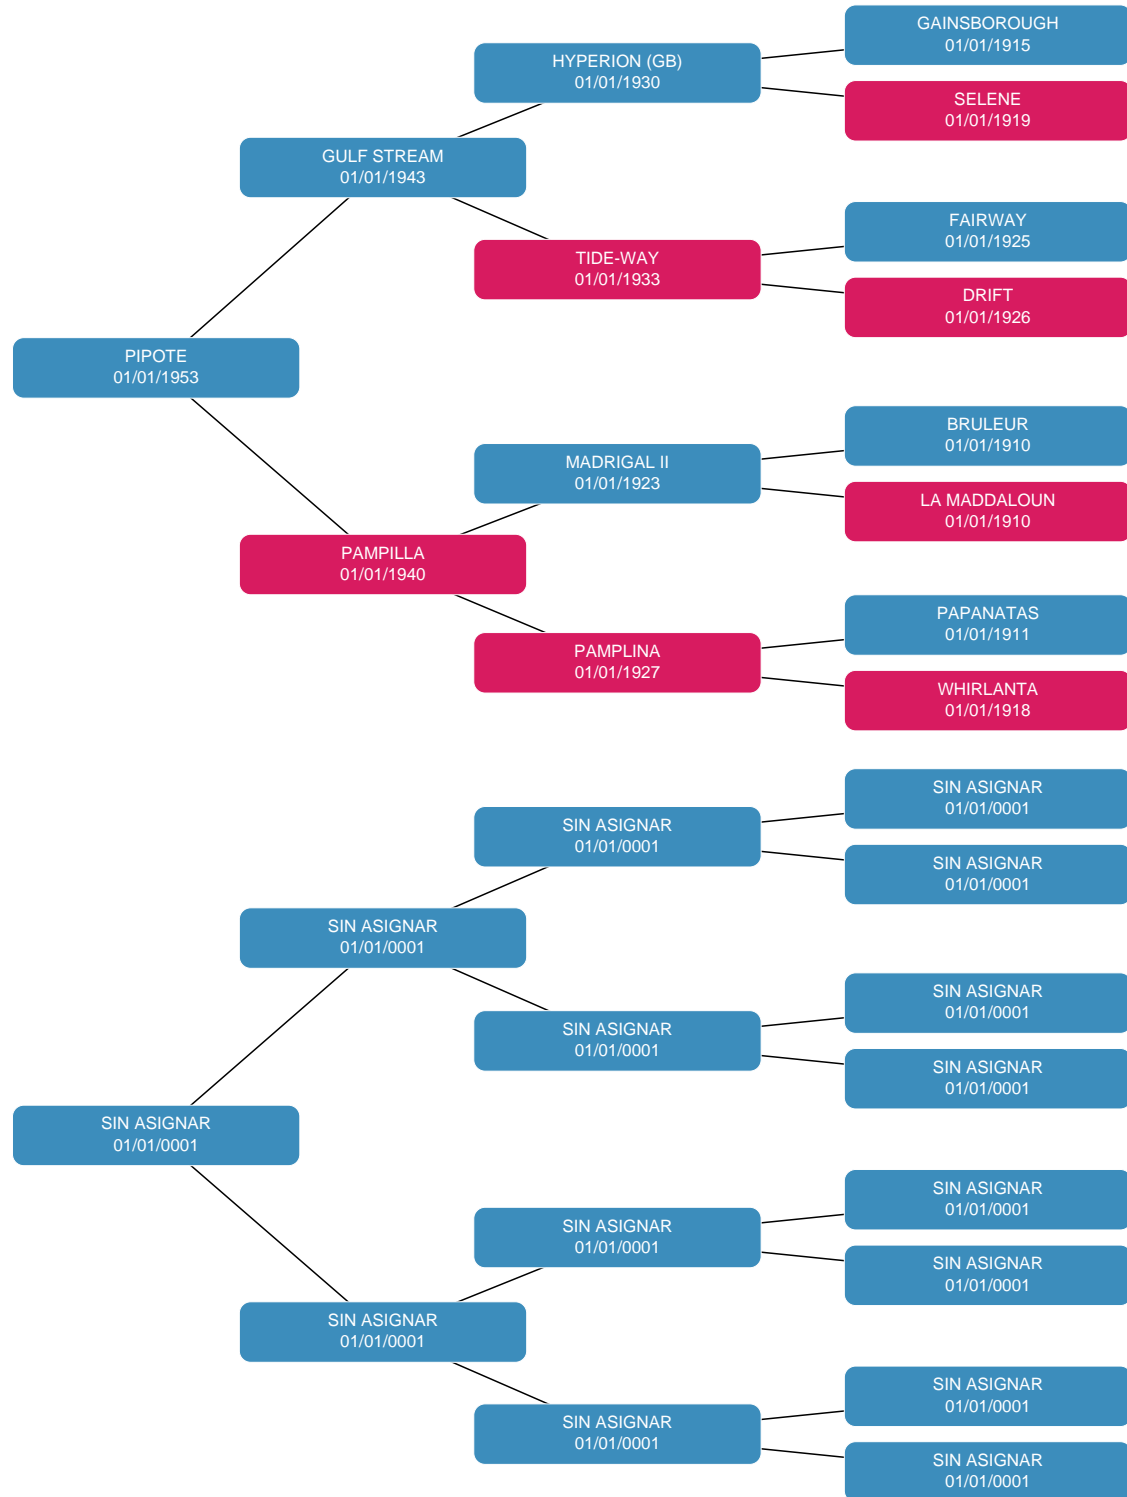 GAINSBOROUGH
01/01/1915
HYPERION (GB)
01/01/1930
SELENE
01/01/1919
GULF STREAM
01/01/1943
FAIRWAY
01/01/1925
TIDE-WAY
01/01/1933
DRIFT
01/01/1926
PIPOTE
01/01/1953
BRULEUR
01/01/1910
MADRIGAL II
01/01/1923
LA MADDALOUN
01/01/1910
PAMPILLA
01/01/1940
PAPANATAS
01/01/1911
PAMPLINA
01/01/1927
WHIRLANTA
01/01/1918
SIN ASIGNAR
01/01/0001
SIN ASIGNAR
01/01/0001
SIN ASIGNAR
01/01/0001
SIN ASIGNAR
01/01/0001
SIN ASIGNAR
01/01/0001
SIN ASIGNAR
01/01/0001
SIN ASIGNAR
01/01/0001
SIN ASIGNAR
01/01/0001
SIN ASIGNAR
01/01/0001
SIN ASIGNAR
01/01/0001
SIN ASIGNAR
01/01/0001
SIN ASIGNAR
01/01/0001
SIN ASIGNAR
01/01/0001
SIN ASIGNAR
01/01/0001
SIN ASIGNAR
01/01/0001